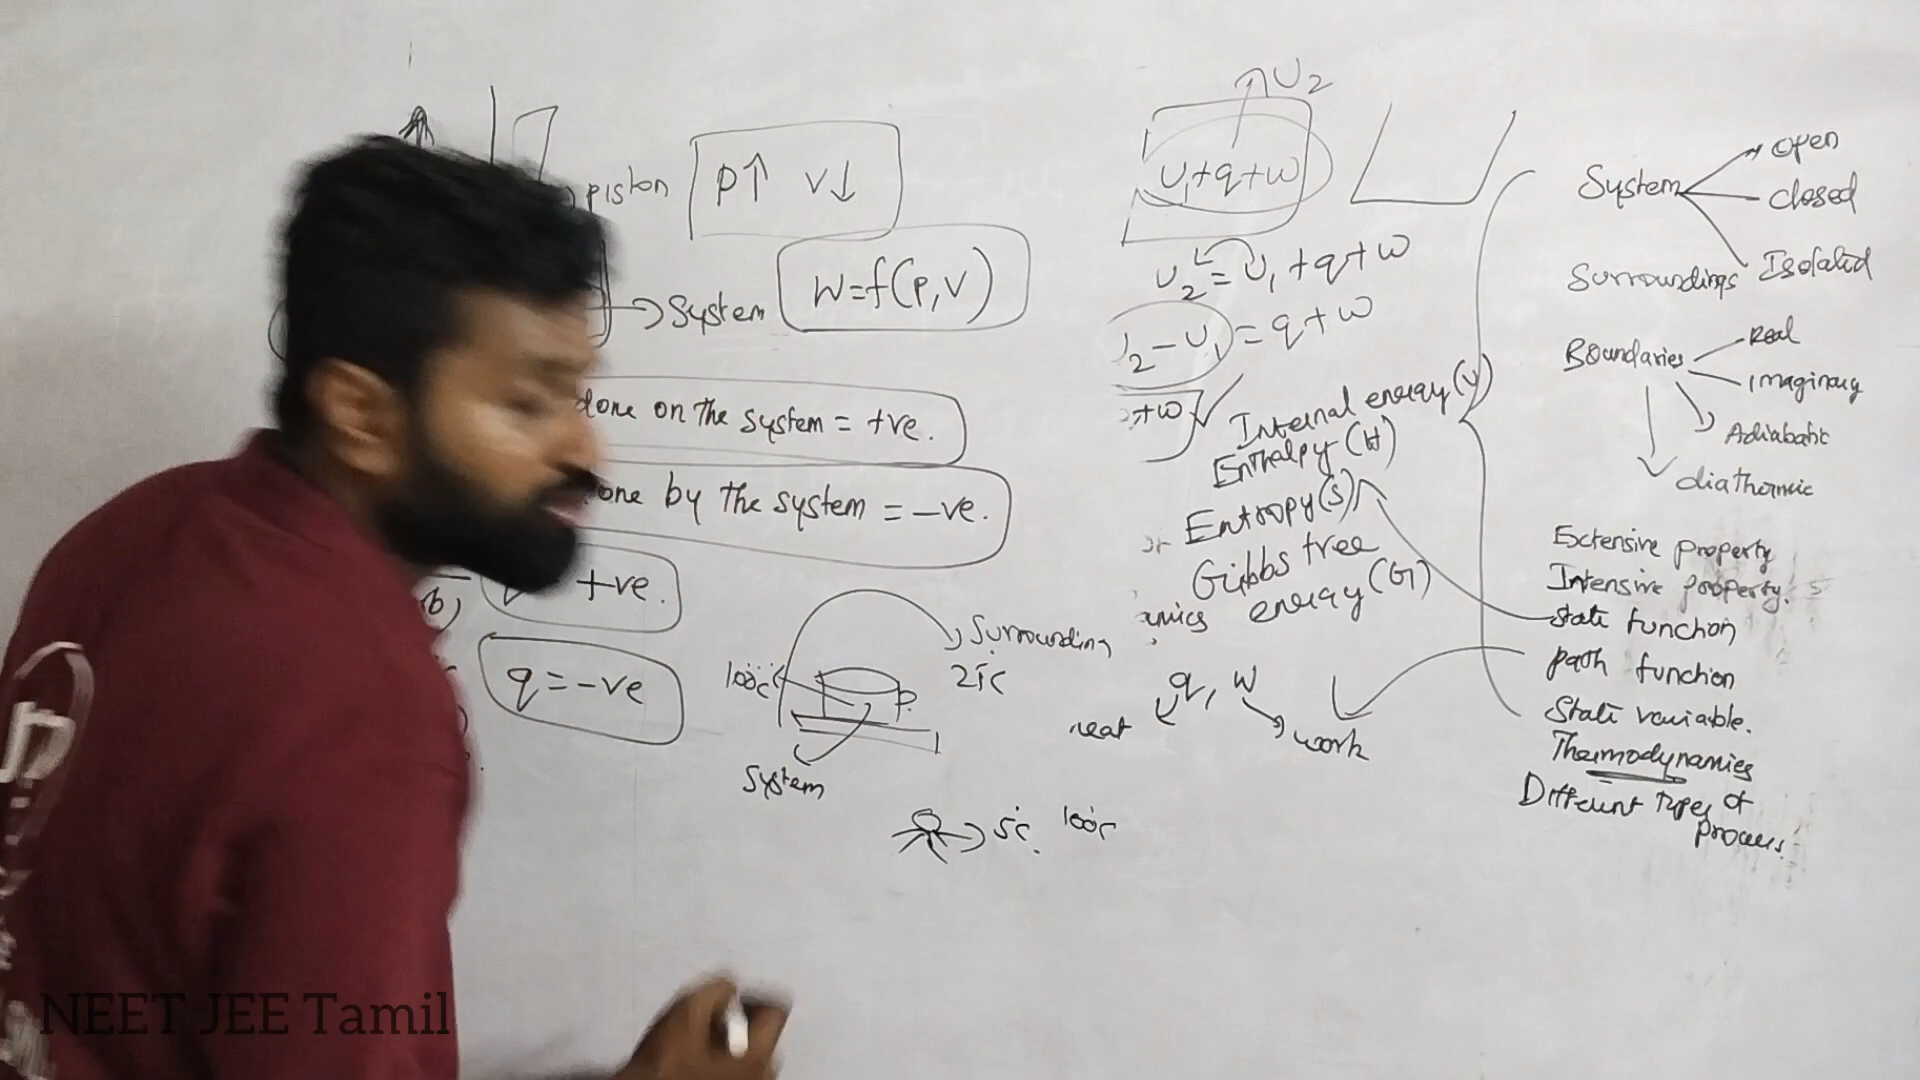 piston
P↑ V↓
System
W=f(P,V)
done on the system = +ve.
one by the system = -ve.
b)
+ve.
q=-ve
100°c
Surrounding
25°c
P
System
5°c 100°c
U2
U1+q+w
U2=U1+q+w
2-U1=q+w
+w
Internal energy(U)
Enthalpy(H)
Entropy(S)
Gibbs free
energy(G)
amics
q, w
heat
work
System
Open
closed
Isolated
Surroundings
Boundaries
Real
imaginary
Adiabatic
diathermic
Extensive property
Intensive property.
State function
path function
State variable.
Thermodynamics
Different types of
process.
NEET JEE Tamil